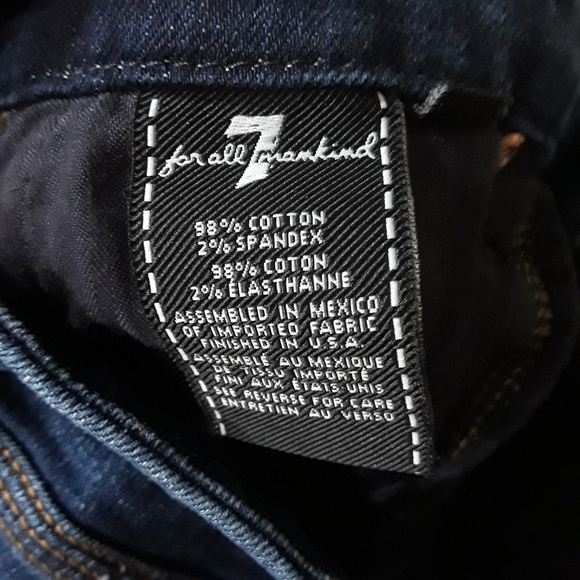 7
for all mankind
98% COTTON
2% SPANDEX
98% COTON
2% ELASTHANNE
ASSEMBLED IN MEXICO
OF IMPORTED FABRIC
FINISHED IN U.S.A.
ASSEMBLÉ AU MEXIQUE
DE TISSU IMPORTÉ
FINI AUX ÉTATS UNIS
SEE REVERSE FOR CARE
ENTRETIEN AU VERSO